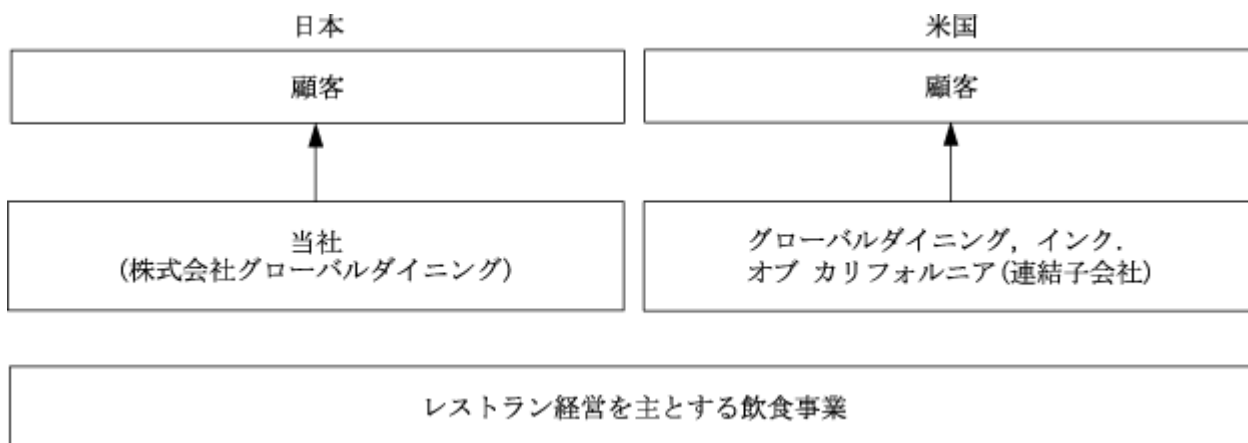 日本
米国
顧客
顧客
当社
(株式会社グローバルダイニング)
グローバルダイニング，インク．
オブ カリフォルニア(連結子会社)
レストラン経営を主とする飲食事業